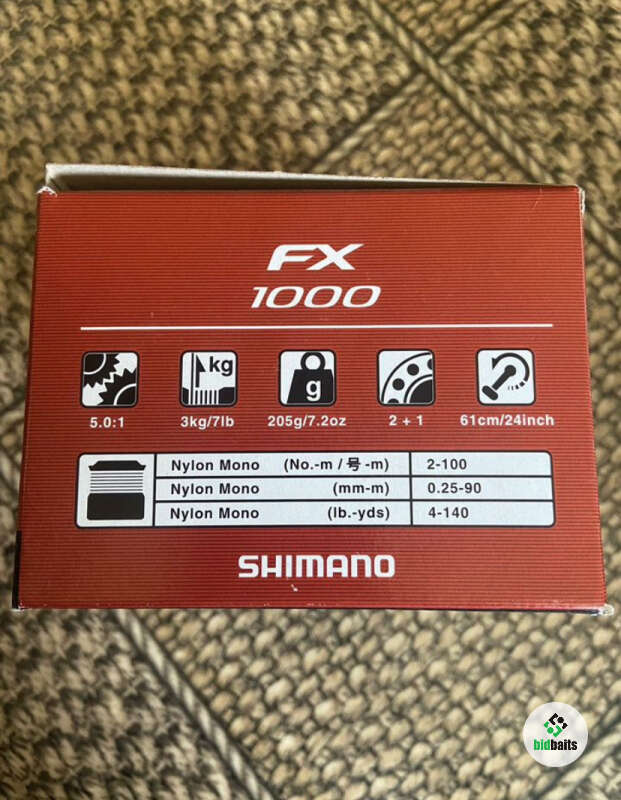 FX
1000
kg
g
5.0:1
3kg/7lb
205g/7.2oz
2 + 1
61cm/24inch
Nylon Mono (No.-m / 号 -m) 2-100
Nylon Mono (mm-m) 0.25-90
Nylon Mono (lb.-yds) 4-140
SHIMANO
bidbaits